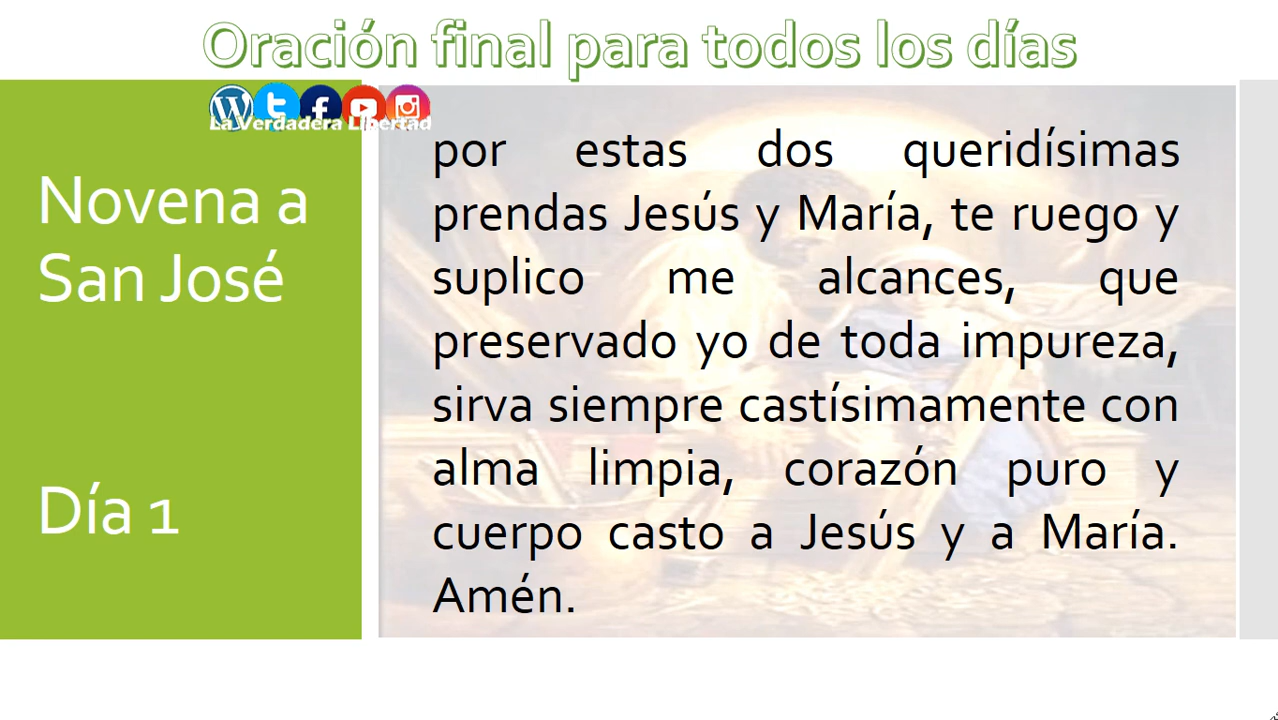 Oración final para todos los días
La Verdadera Libertad
Novena a
San José
Día 1
por estas dos queridísimas
prendas Jesús y María, te ruego y
suplico me alcances, que
preservado yo de toda impureza,
sirva siempre castísimamente con
alma limpia, corazón puro y
cuerpo casto a Jesús y a María.
Amén.